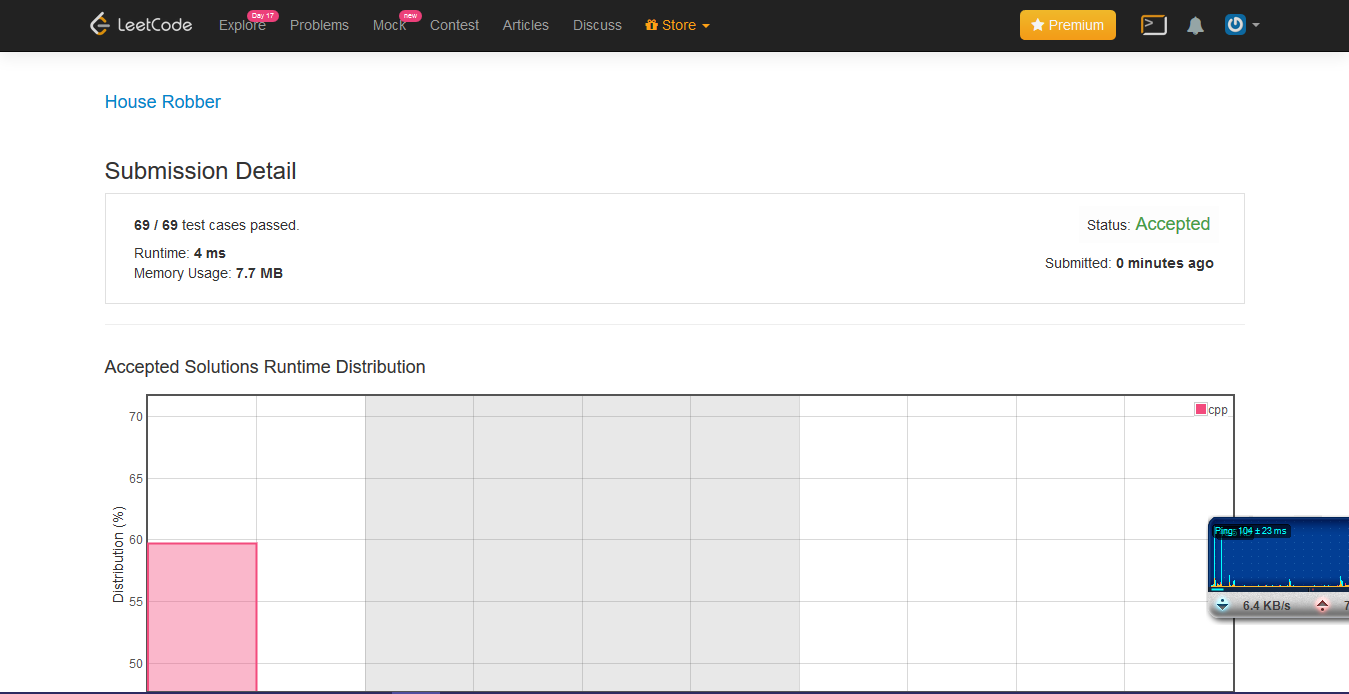 LeetCode Explore Day 17 Problems Mock new Contest Articles Discuss Store Premium
House Robber
Submission Detail
69 / 69 test cases passed.
Status: Accepted
Runtime: 4 ms
Memory Usage: 7.7 MB
Submitted: 0 minutes ago
Accepted Solutions Runtime Distribution
cpp
70
65
60
55
50
Distribution (%)
Ping: 104 ± 23 ms
6.4 KB/s
7